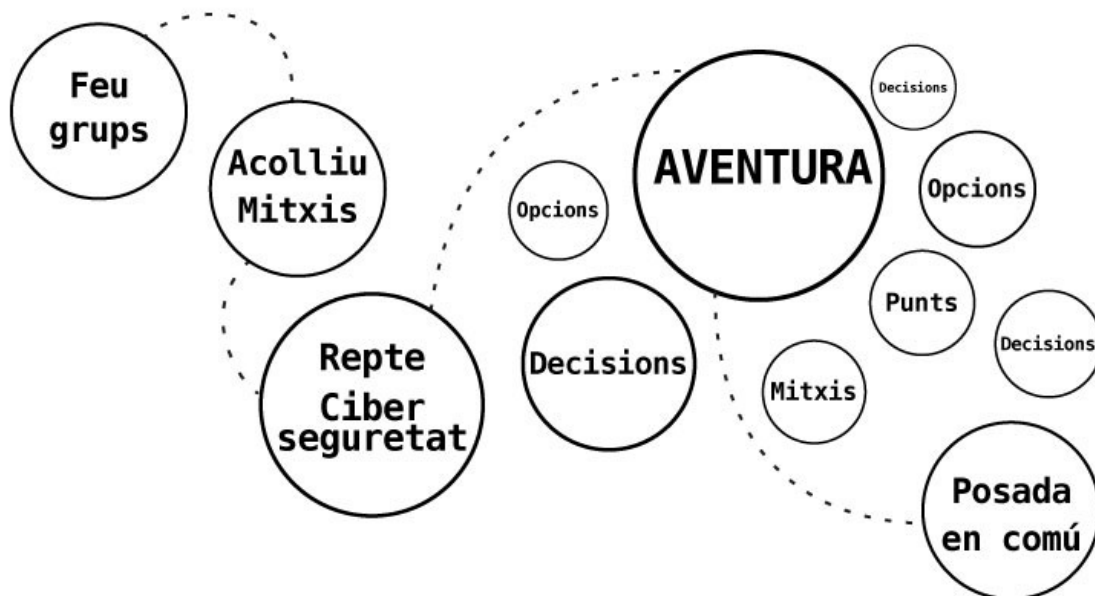 Feu
grups
Acolliu
Mitxis
Repte
Ciber
seguretat
Opcions
Decisions
AVENTURA
Decisions
Opcions
Punts
Decisions
Mitxis
Posada
en comú